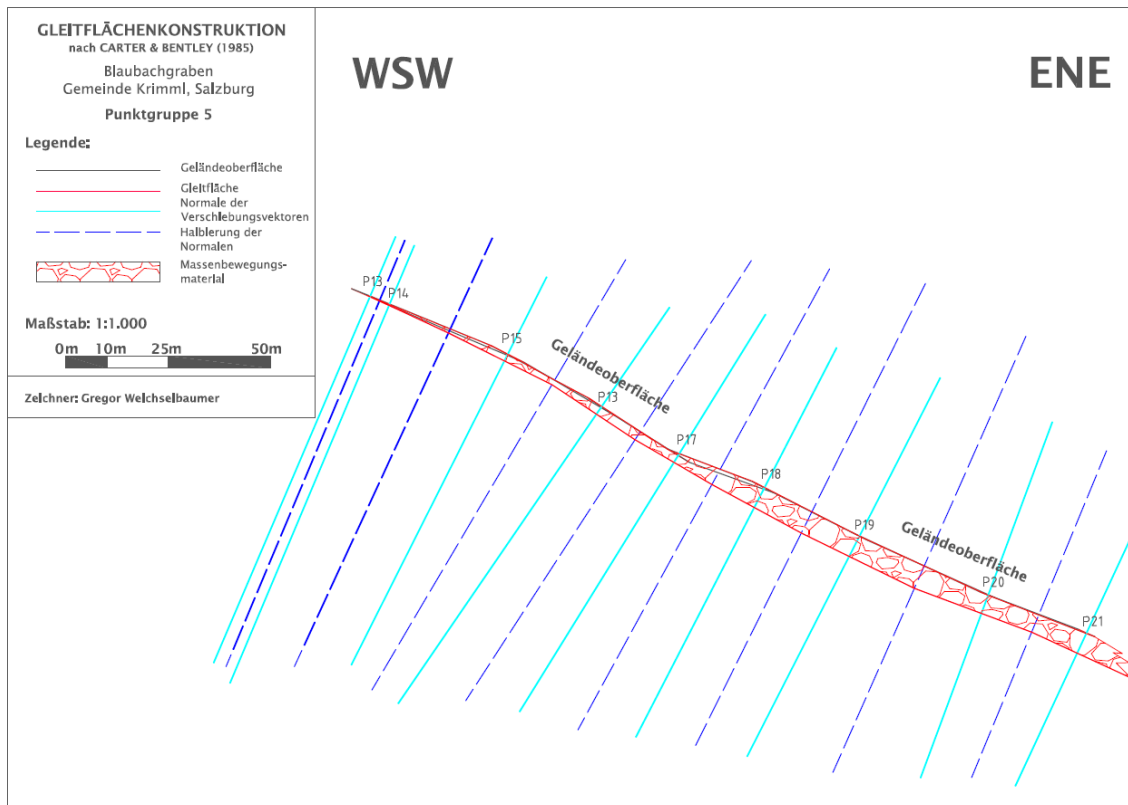 GLEITFLÄCHENKONSTRUKTION
nach CARTER & BENTLEY (1985)
Blaubachgraben
Gemeinde Krimml, Salzburg
Punktgruppe 5
Legende:
Geländeoberfläche
Gleitfläche
Normale der
Verschiebungsvektoren
Halbierung der
Normalen
Massenbewegungs-
material
Maßstab: 1:1.000
0m 10m 25m 50m
Zeichner: Gregor Weichselbaumer
WSW
ENE
P13
P14
P15
Geländeoberfläche
P13
P17
P18
P19
Geländeoberfläche
P20
P21